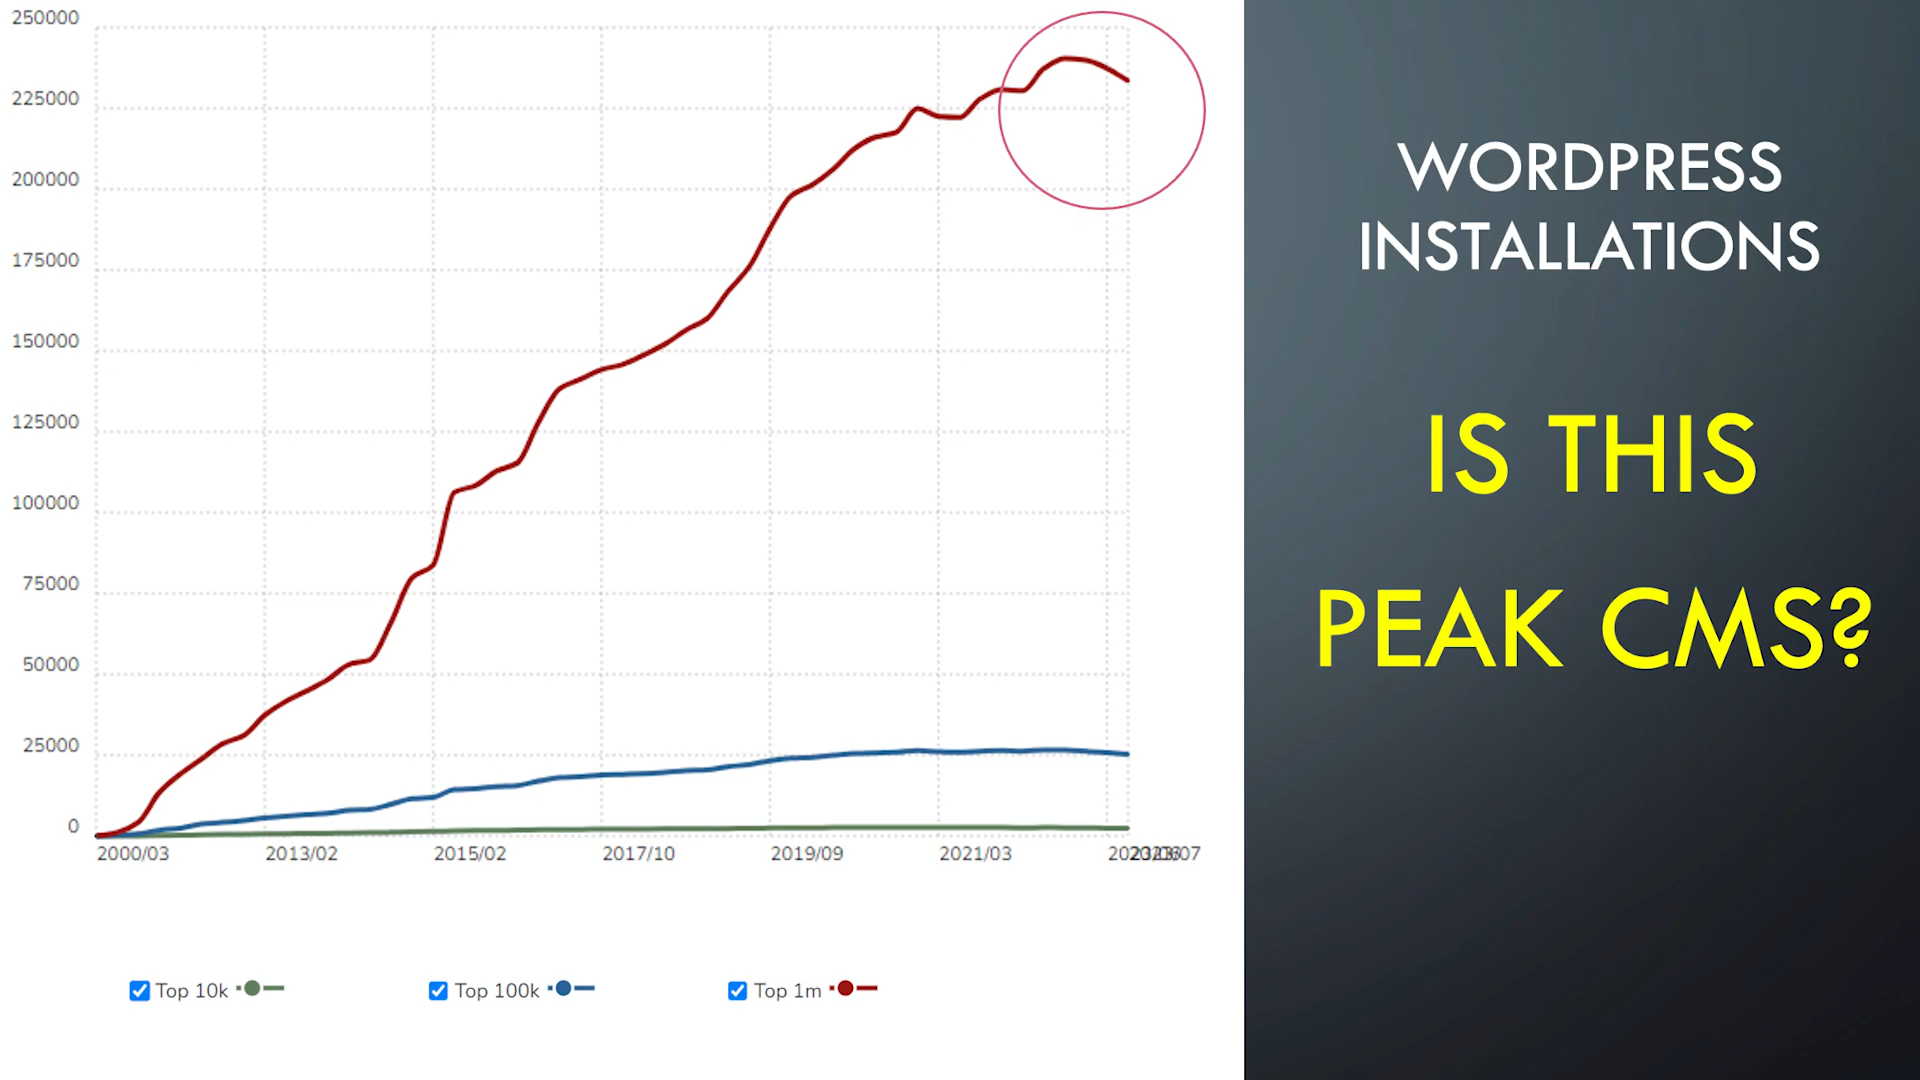 250000
225000
200000
175000
150000
125000
100000
75000
50000
25000
0
2000/03 2013/02 2015/02 2017/10 2019/09 2021/03
Top 10k Top 100k Top 1m
WORDPRESS
INSTALLATIONS
IS THIS
PEAK CMS?